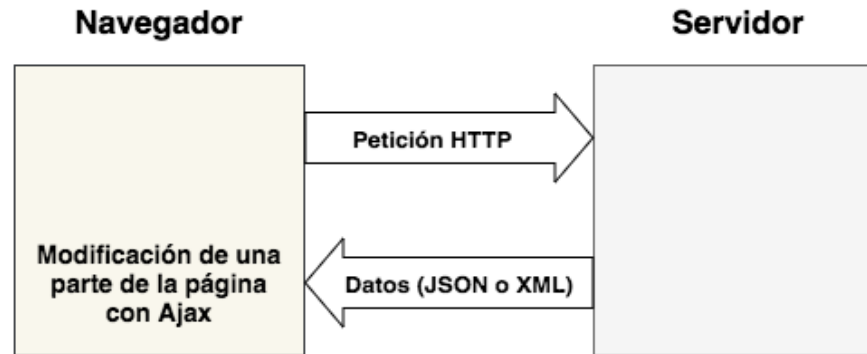 Navegador
Servidor
Petición HTTP
Modificación de una
parte de la página
con Ajax
Datos (JSON o XML)